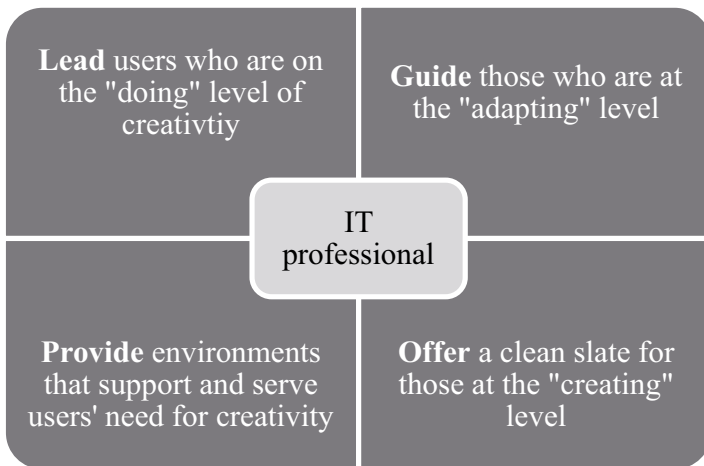 Lead users who are on
the "doing" level of
creativtiy
Guide those who are at
the "adapting" level
IT
professional
Provide environments
that support and serve
users' need for creativity
Offer a clean slate for
those at the "creating"
level